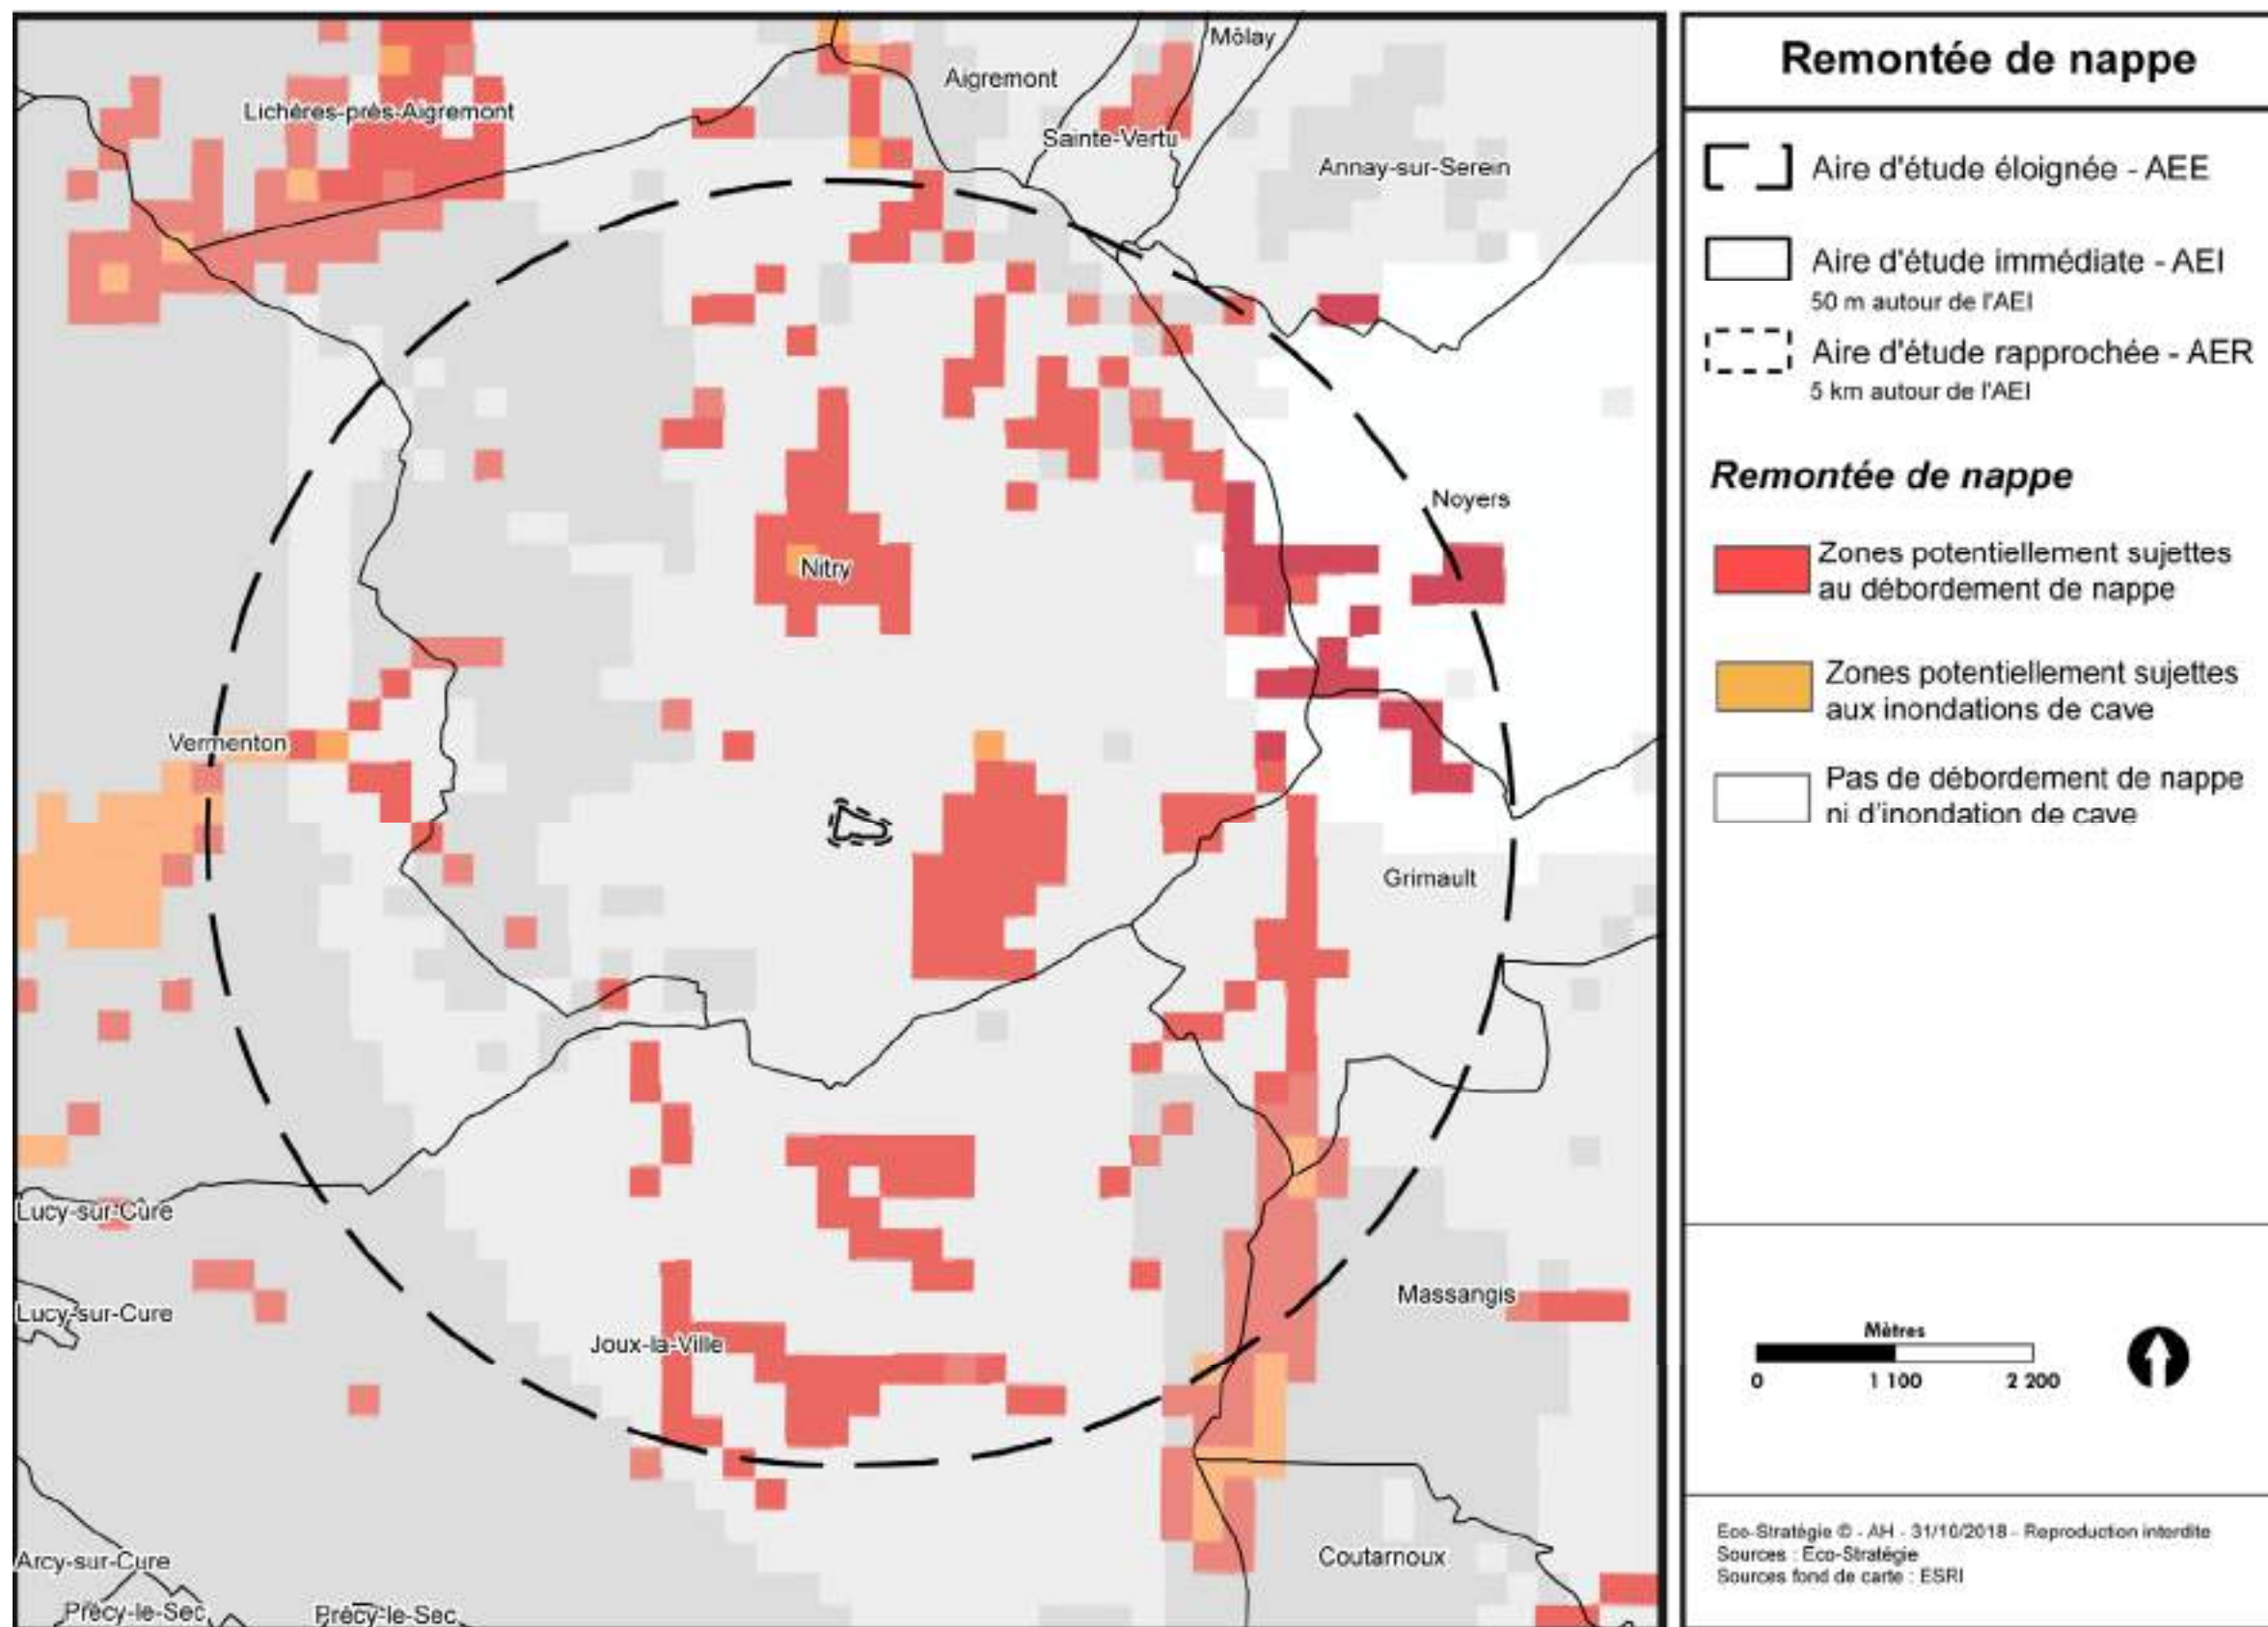 Môlay
Aigremont
Lichères-près-Aigremont
Sainte-Vertu
Annay-sur-Serein
Noyers
Nitry
Vermenton
Grimault
Lucy-sur-Cure
Massangis
Lucy-sur-Cure
Joux-la-Ville
Arcy-sur-Cure
Coutarnoux
Précy-le-Sec
Précy-le-Sec
Remontée de nappe
Aire d'étude éloignée - AEE
Aire d'étude immédiate - AEI
50 m autour de l'AEI
Aire d'étude rapprochée - AER
5 km autour de l'AEI
Remontée de nappe
Zones potentiellement sujettes
au débordement de nappe
Zones potentiellement sujettes
aux inondations de cave
Pas de débordement de nappe
ni d'inondation de cave
Mètres
0 1 100 2 200
Eco-Stratégie © - AH - 31/10/2018 - Reproduction interdite
Sources : Eco-Stratégie
Sources fond de carte : ESRI